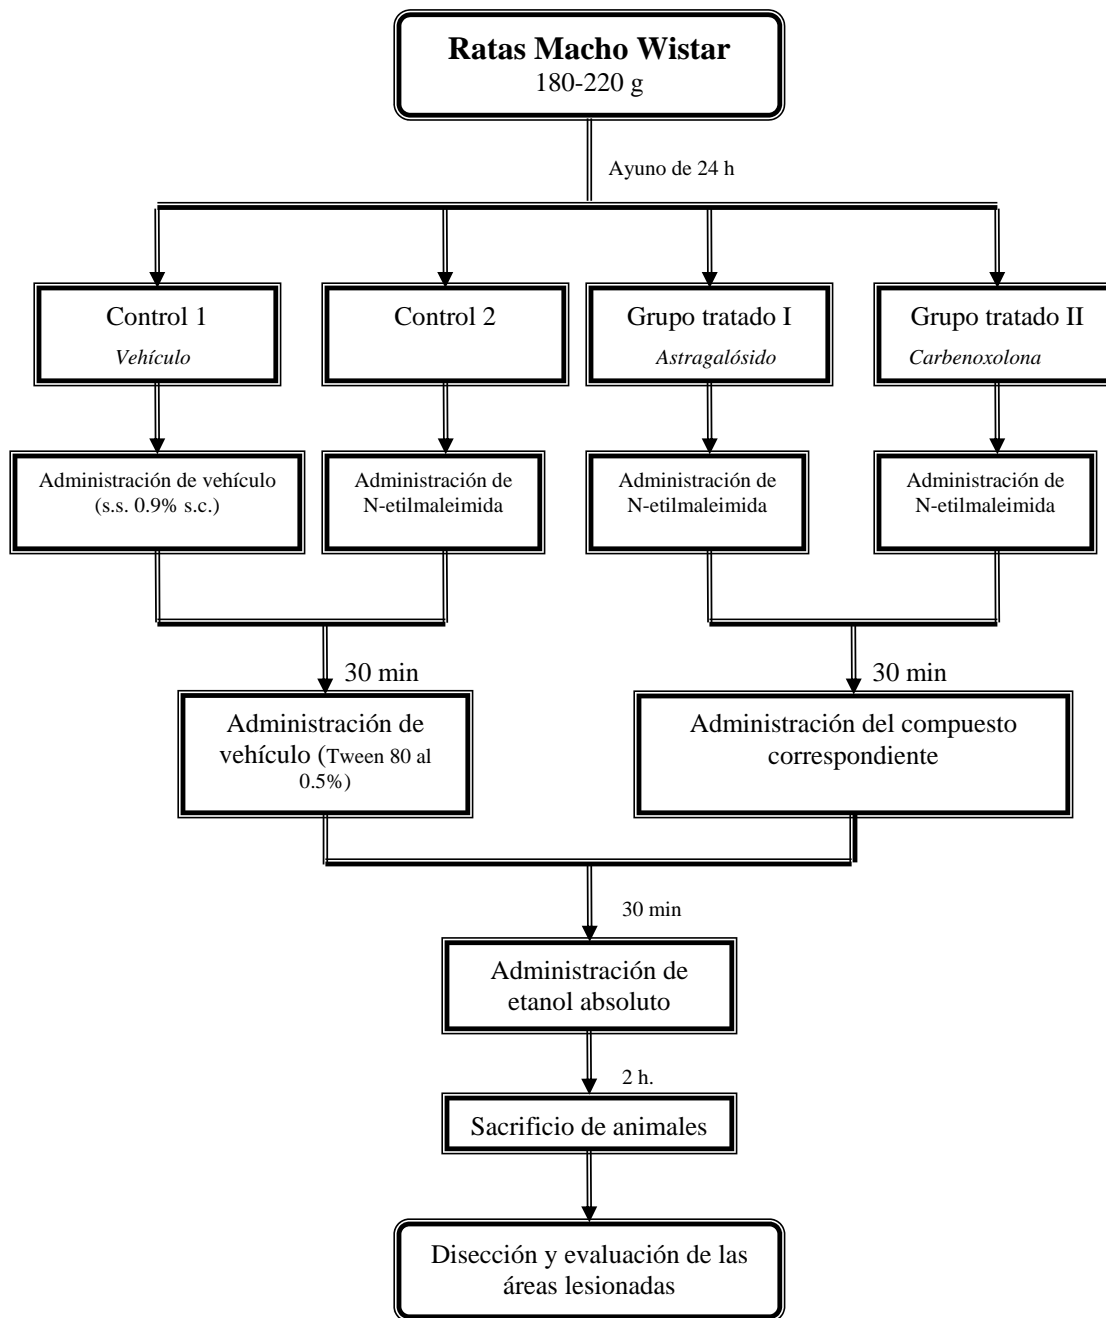 Ratas Macho Wistar
180-220 g
Ayuno de 24 h
Control 1
Vehículo
Control 2
Grupo tratado I
Astragalósido
Grupo tratado II
Carbenoxolona
Administración de vehículo
(s.s. 0.9% s.c.)
Administración de
N-etilmaleimida
Administración de
N-etilmaleimida
Administración de
N-etilmaleimida
30 min
30 min
Administración de
vehículo (Tween 80 al
0.5%)
Administración del compuesto
correspondiente
30 min
Administración de
etanol absoluto
2 h.
Sacrificio de animales
Disección y evaluación de las
áreas lesionadas